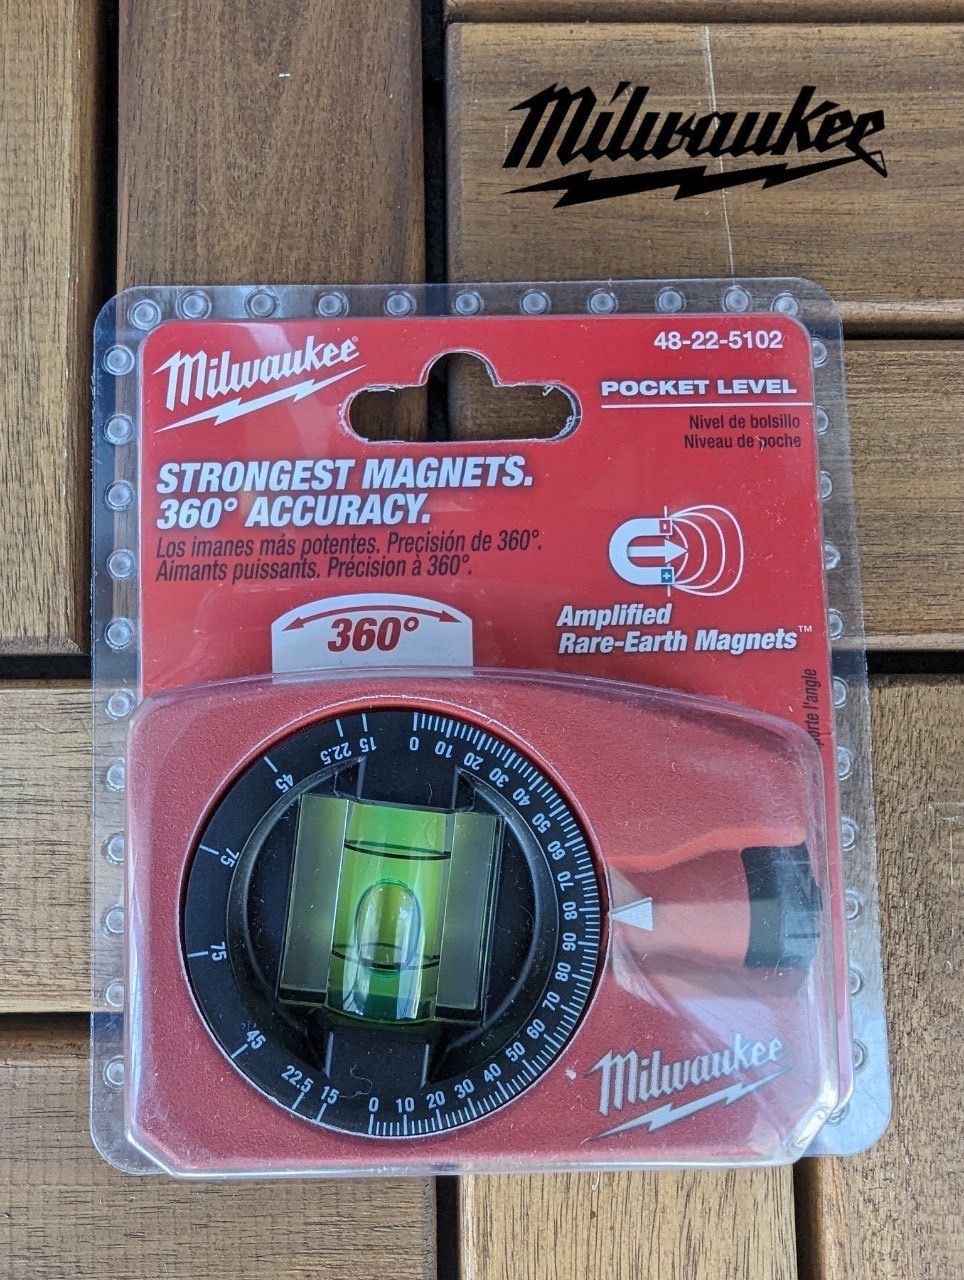 Milwaukee
Milwaukee®
48-22-5102
POCKET LEVEL
Nivel de bolsillo
Niveau de poche
STRONGEST MAGNETS.
360° ACCURACY.
Los imanes más potentes. Precisión de 360°.
Aimants puissants. Précision à 360°.
360°
Amplified
Rare-Earth Magnets™
l'angle
0 10 20 30 40 50 60 70 80 90 80 70 60 50 40 30 20 10 0
15 22.5 45 75 75 45 22.5 15
Milwaukee